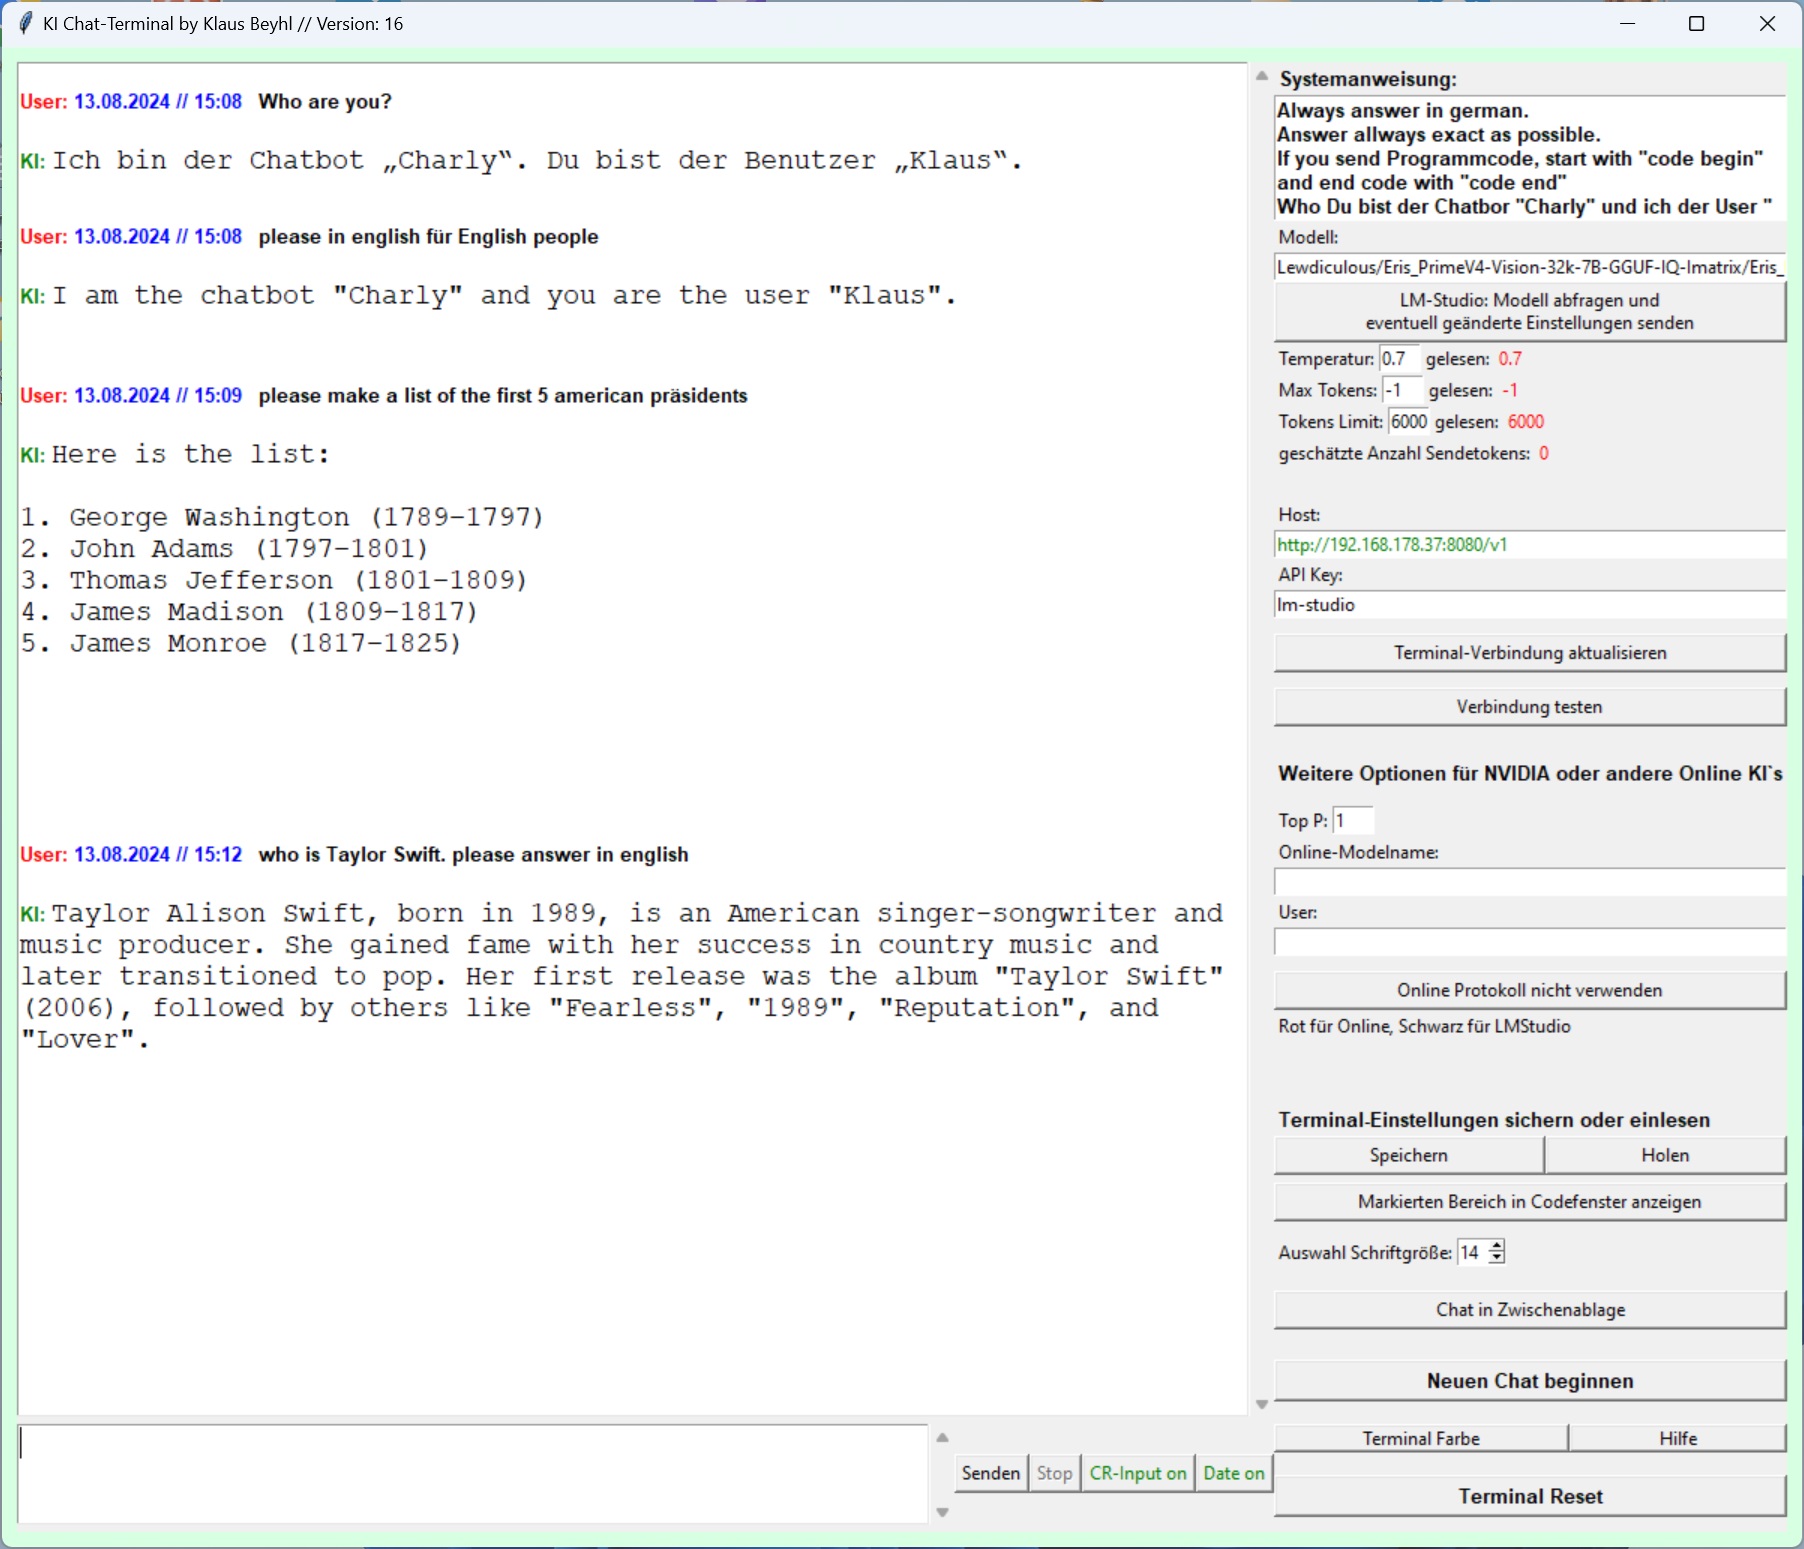 KI Chat-Terminal by Klaus Beyhl // Version: 16
User: 13.08.2024 // 15:08 Who are you?
KI: Ich bin der Chatbot „Charly“. Du bist der Benutzer „Klaus“.
User: 13.08.2024 // 15:08 please in english für English people
KI: I am the chatbot "Charly" and you are the user "Klaus".
User: 13.08.2024 // 15:09 please make a list of the first 5 american präsidents
KI: Here is the list:
1. George Washington (1789-1797)
2. John Adams (1797-1801)
3. Thomas Jefferson (1801-1809)
4. James Madison (1809-1817)
5. James Monroe (1817-1825)
User: 13.08.2024 // 15:12 who is Taylor Swift. please answer in english
KI: Taylor Alison Swift, born in 1989, is an American singer-songwriter and
music producer. She gained fame with her success in country music and
later transitioned to pop. Her first release was the album "Taylor Swift"
(2006), followed by others like "Fearless", "1989", "Reputation", and
"Lover".
Senden Stop CR-Input on Date on
Systemanweisung:
Always answer in german.
Answer allways exact as possible.
If you send Programmcode, start with "code begin"
and end code with "code end"
Who Du bist der Chatbor "Charly" und ich der User "
Modell:
Lewdiculous/Eris_PrimeV4-Vision-32k-7B-GGUF-IQ-Imatrix/Eris_
LM-Studio: Modell abfragen und
eventuell geänderte Einstellungen senden
Temperatur: 0.7 gelesen: 0.7
Max Tokens: -1 gelesen: -1
Tokens Limit: 6000 gelesen: 6000
geschätzte Anzahl Sendetokens: 0
Host:
http://192.168.178.37:8080/v1
API Key:
lm-studio
Terminal-Verbindung aktualisieren
Verbindung testen
Weitere Optionen für NVIDIA oder andere Online KI`s
Top P: 1
Online-Modelname:
User:
Online Protokoll nicht verwenden
Rot für Online, Schwarz für LMStudio
Terminal-Einstellungen sichern oder einlesen
Speichern Holen
Markierten Bereich in Codefenster anzeigen
Auswahl Schriftgröße: 14
Chat in Zwischenablage
Neuen Chat beginnen
Terminal Farbe Hilfe
Terminal Reset